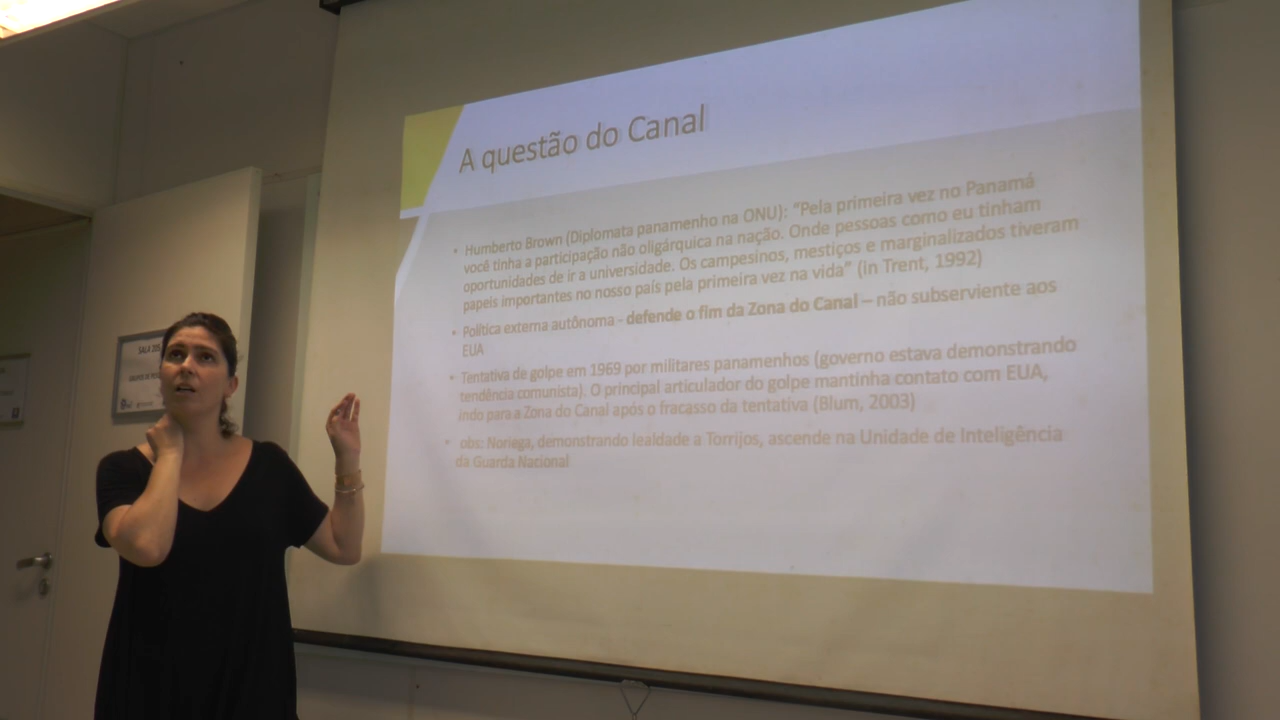 A questão do Canal
• Humberto Brown (Diplomata panamenho na ONU): "Pela primeira vez no Panamá
você tinha a participação não oligárquica na nação. Onde pessoas como eu tinham
oportunidades de ir a universidade. Os campesinos, mestiços e marginalizados tiveram
papeis importantes no nosso país pela primeira vez na vida" (in Trent, 1992)
• Política externa autônoma - defende o fim da Zona do Canal – não subserviente aos
EUA
• Tentativa de golpe em 1969 por militares panamenhos (governo estava demonstrando
tendência comunista). O principal articulador do golpe mantinha contato com EUA,
indo para a Zona do Canal após o fracasso da tentativa (Blum, 2003)
• obs: Noriega, demonstrando lealdade a Torrijos, ascende na Unidade de Inteligência
da Guarda Nacional
SALA